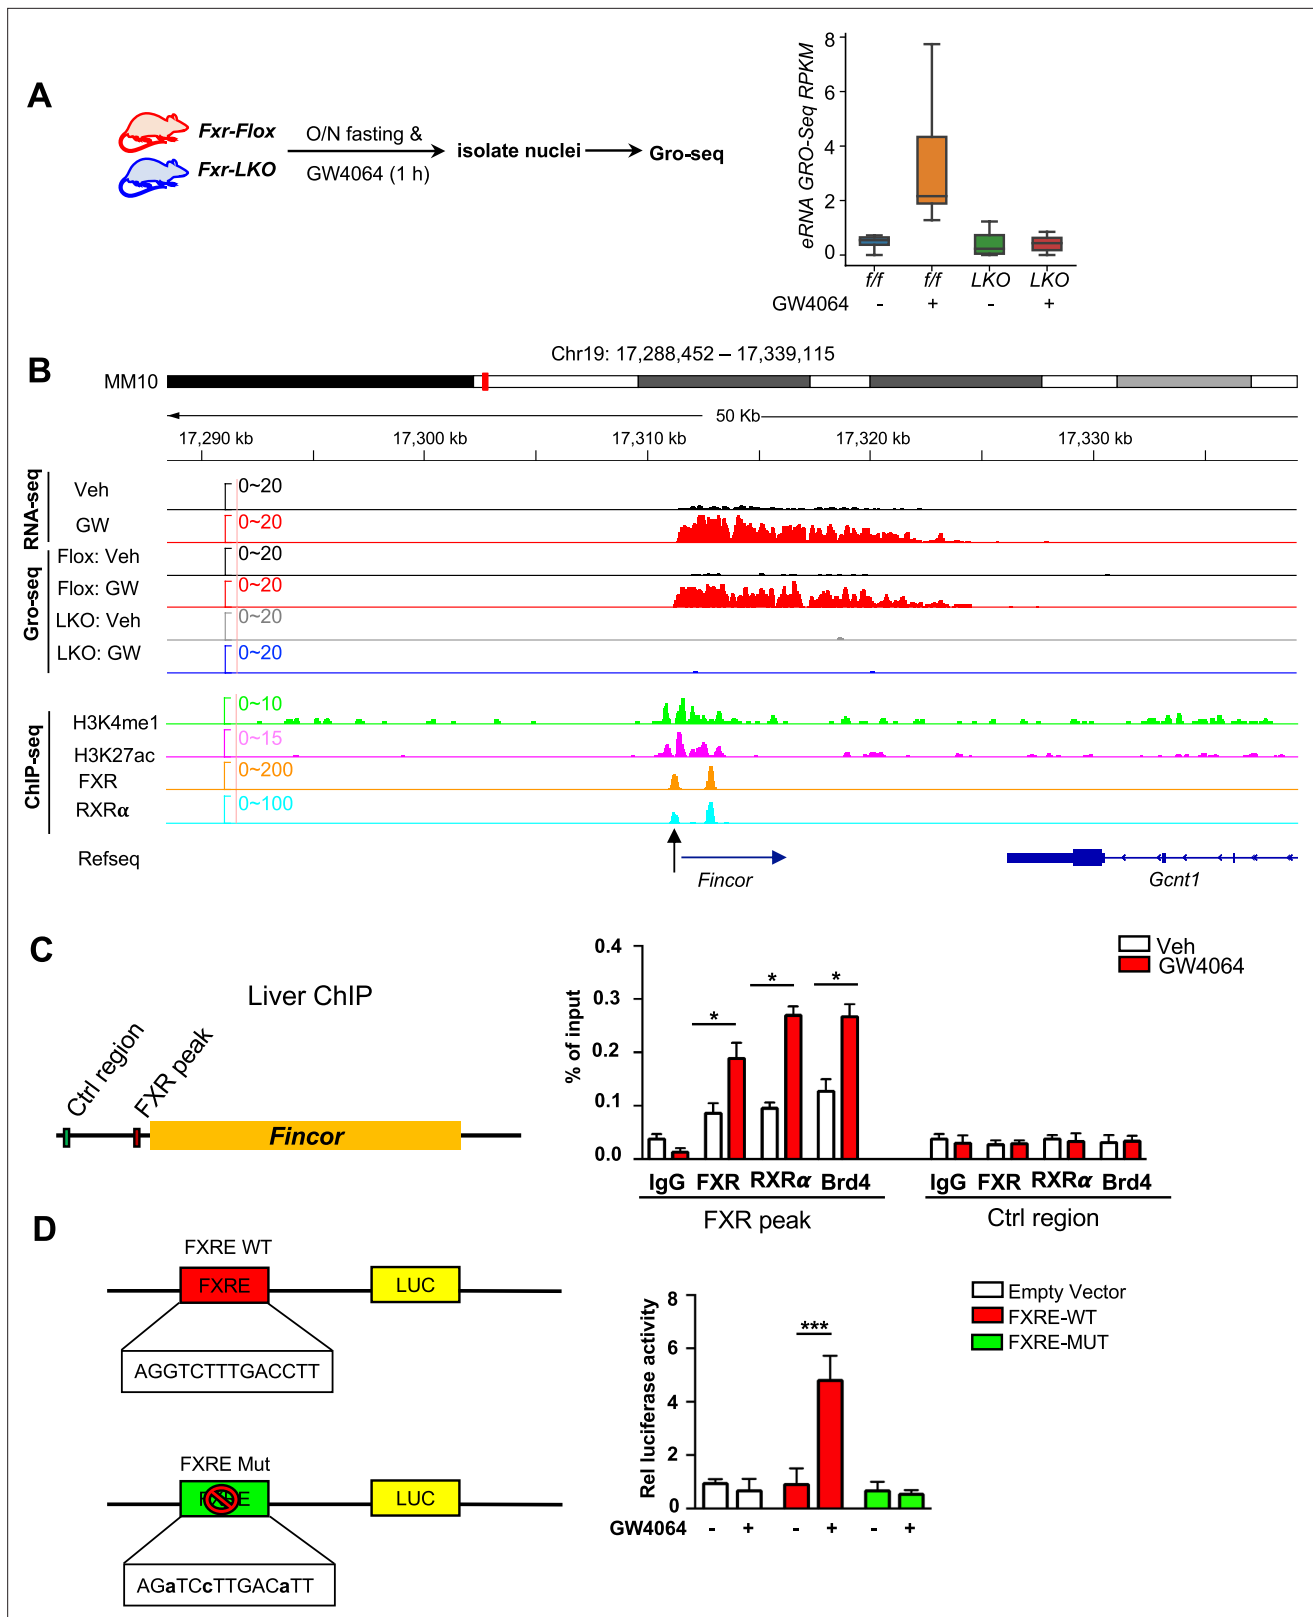 A
Fxr-Flox
Fxr-LKO
O/N fasting &
GW4064 (1 h)
isolate nuclei
Gro-seq
eRNA GRO-Seq RPKM
8
6
4
2
0
f/f f/f LKO LKO
GW4064 - + - +
B
Chr19: 17,288,452 – 17,339,115
MM10
50 Kb
17,290 kb 17,300 kb 17,310 kb 17,320 kb 17,330 kb
RNA-seq
Veh 0~20
GW 0~20
Gro-seq
Flox: Veh 0~20
Flox: GW 0~20
LKO: Veh 0~20
LKO: GW 0~20
ChIP-seq
H3K4me1 0~10
H3K27ac 0~15
FXR 0~200
RXRα 0~100
Refseq
Fincor
Gcnt1
C
Liver ChIP
Ctrl region
FXR peak
Fincor
% of input
0.4
0.3
0.2
0.1
0.0
* * *
Veh
GW4064
IgG FXR RXRα Brd4 IgG FXR RXRα Brd4
FXR peak Ctrl region
D
FXRE WT
FXRE LUC
AGGTCTTTGACCTT
FXRE Mut
FXRE LUC
AGaTCcTTGACaTT
Rel luciferase activity
8
6
4
2
0
***
Empty Vector
FXRE-WT
FXRE-MUT
GW4064 - + - + - +